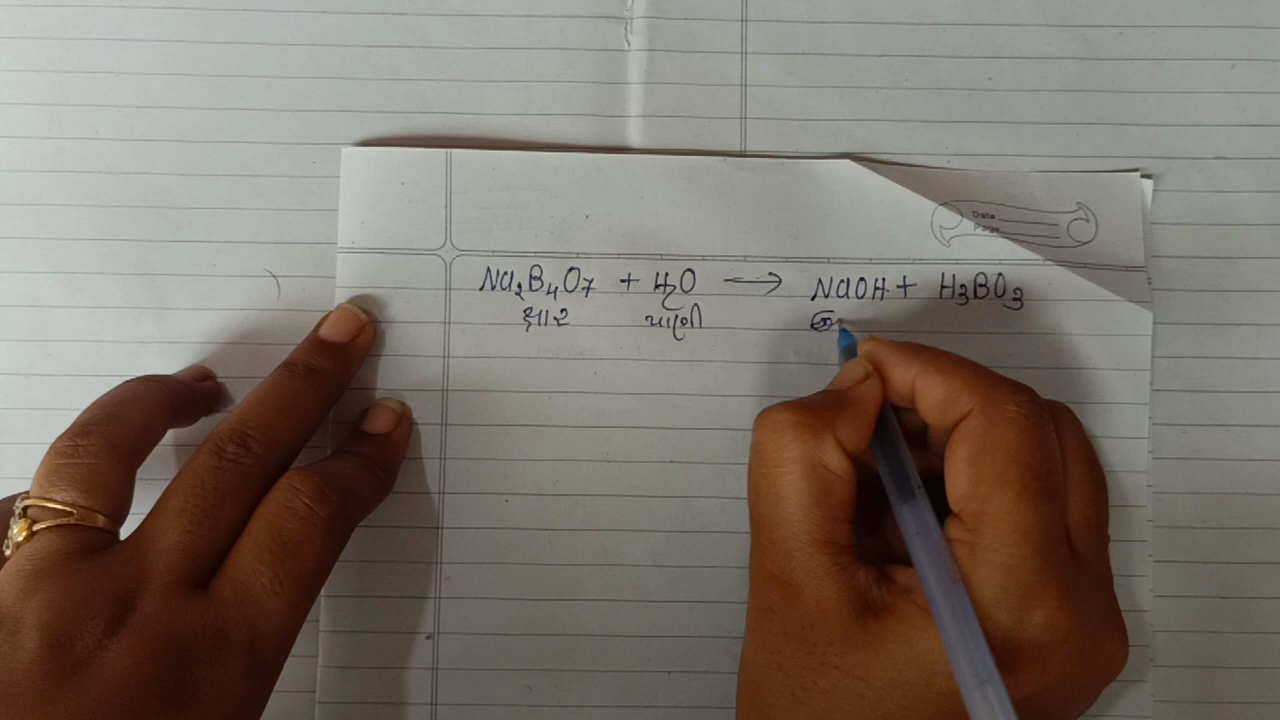 Date
Page
Na₂B₄O₇ + H₂O → NaOH + H₃BO₃
ક્ષાર પાણી